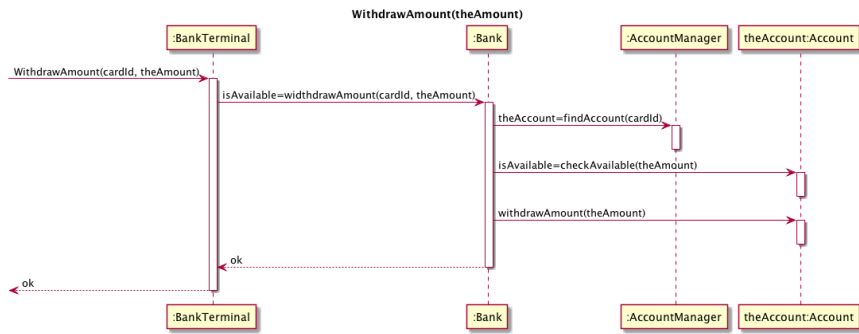 WithdrawAmount(theAmount)
:BankTerminal :Bank :AccountManager theAccount:Account
WithdrawAmount(cardId, theAmount)
isAvailable=widthdrawAmount(cardId, theAmount)
theAccount=findAccount(cardId)
isAvailable=checkAvailable(theAmount)
withdrawAmount(theAmount)
ok
ok
:BankTerminal :Bank :AccountManager theAccount:Account